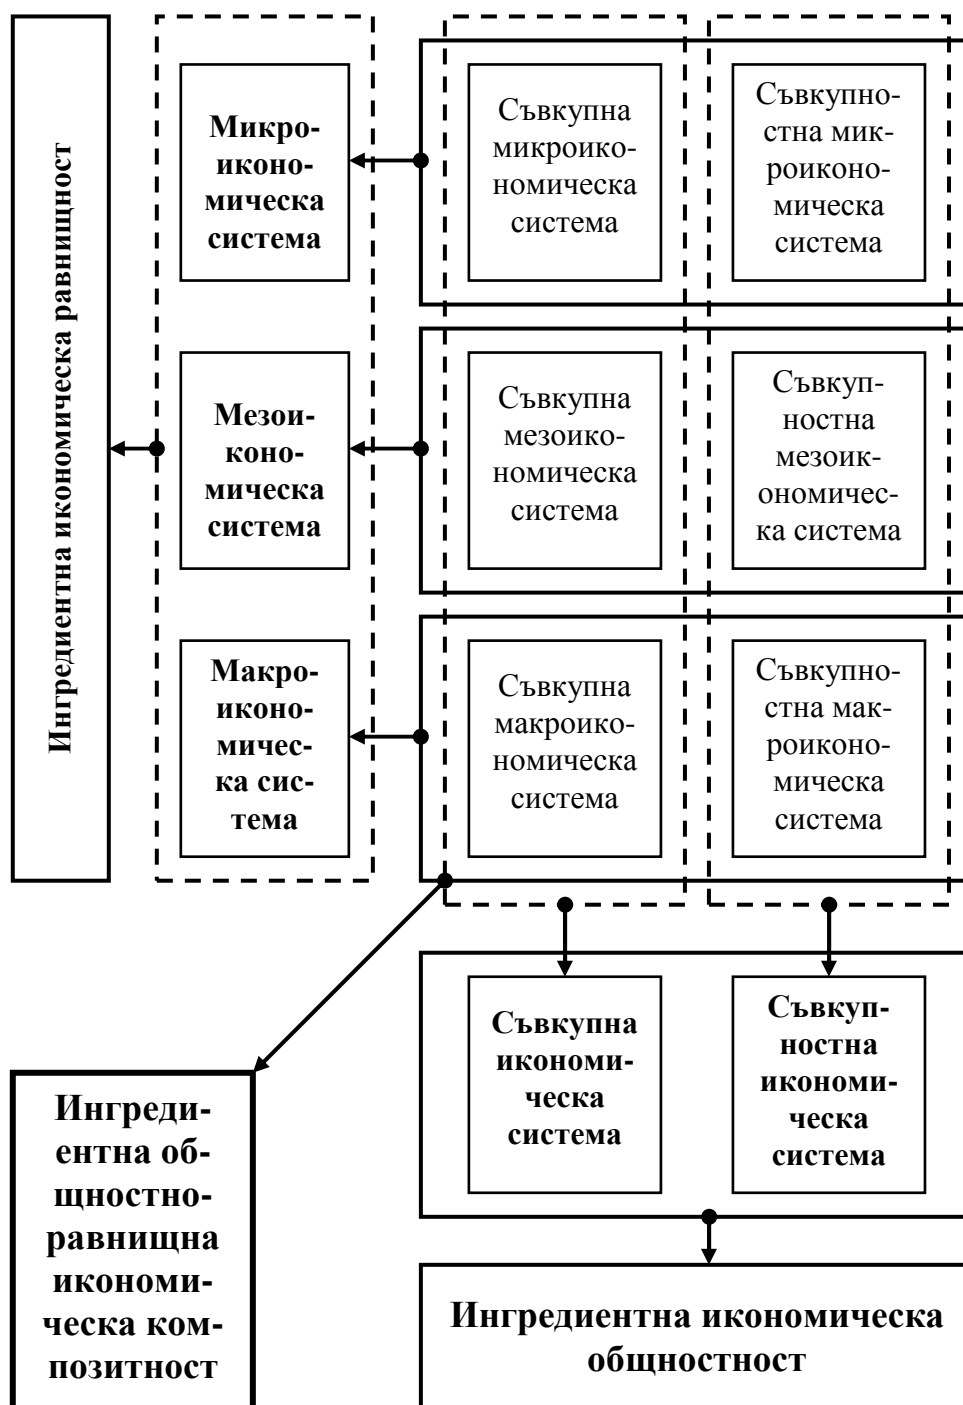 Ингредиентна икономическа равнищност
Микро-
иконо-
мическа
система
Съвкупна
микроико-
номическа
система
Съвкупно-
стна мик-
роиконо-
мическа
система
Мезои-
коно-
мическа
система
Съвкупна
мезоико-
номическа
система
Съвкуп-
ностна
мезоик-
ономичес-
ка система
Макро-
иконо-
мичес-
ка сис-
тема
Съвкупна
макроико-
номическа
система
Съвкупно-
стна мак-
роиконо-
мическа
система
Съвкупна
икономи-
ческа
система
Съвкуп-
ностна
икономи-
ческа
система
Ингреди-
ентна об-
щностно-
равнищна
икономи-
ческа ком-
позитност
Ингредиентна икономическа
общностност